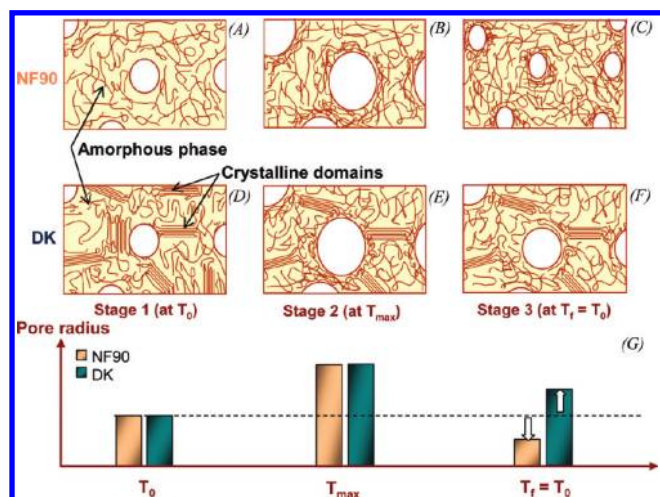 (A)
(B)
(C)
NF90
Amorphous phase
Crystalline domains
(D)
(E)
(F)
DK
Stage 1 (at T0)
Stage 2 (at Tmax)
Stage 3 (at Tf = T0)
Pore radius
(G)
NF90
DK
T0
Tmax
Tf = T0